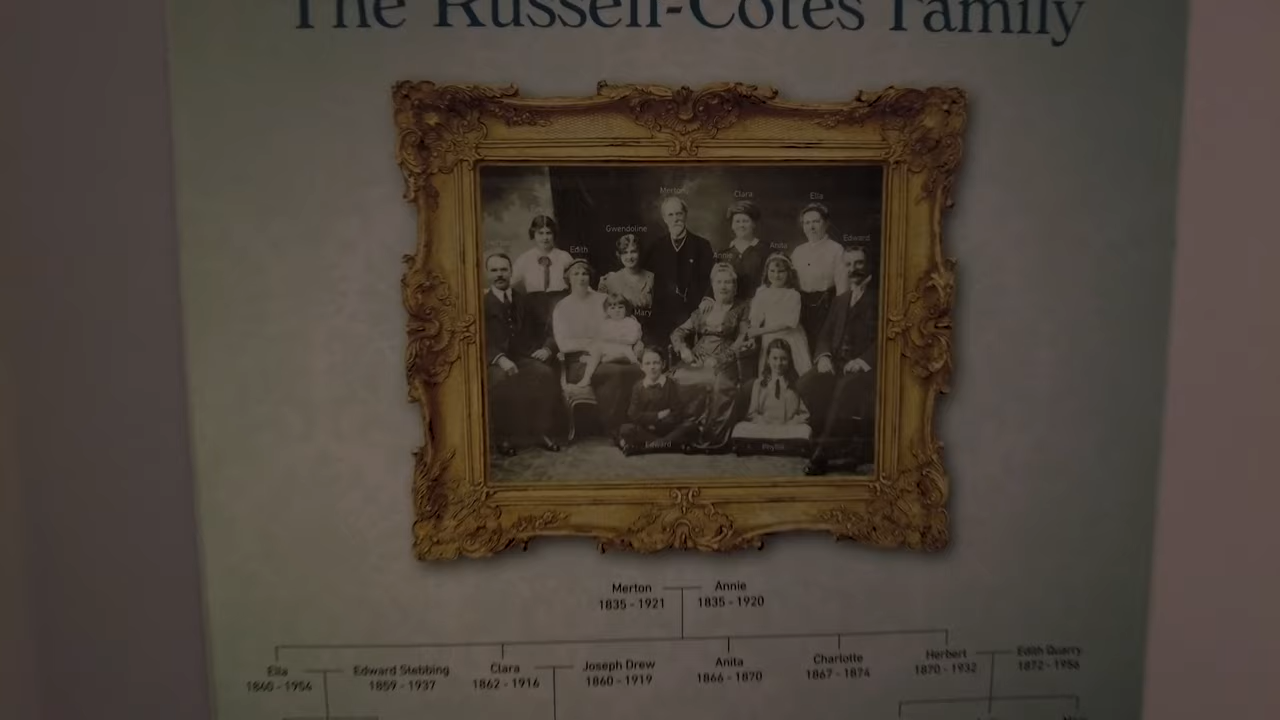 The Russell-Cotes Family
Merton
Clara
Ella
Gwendoline
Edward
Edith
Anita
Mary
Edward
Phyllis
Merton
1835 - 1921
Annie
1835 - 1920
Ella
1860 - 1954
Edward Stebbing
1859 - 1937
Clara
1862 - 1916
Joseph Drew
1860 - 1919
Anita
1866 - 1870
Charlotte
1867 - 1874
Herbert
1870 - 1932
Edith Quarry
1872 - 1956